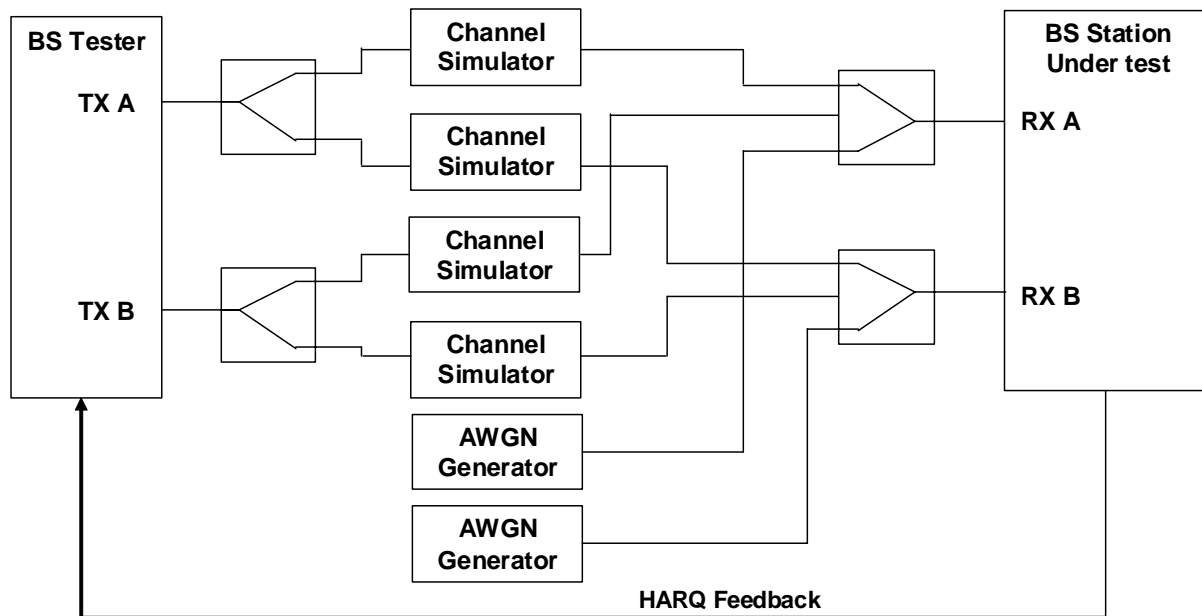 BS Tester
TX A
TX B
Channel
Simulator
Channel
Simulator
Channel
Simulator
Channel
Simulator
AWGN
Generator
AWGN
Generator
BS Station
Under test
RX A
RX B
HARQ Feedback